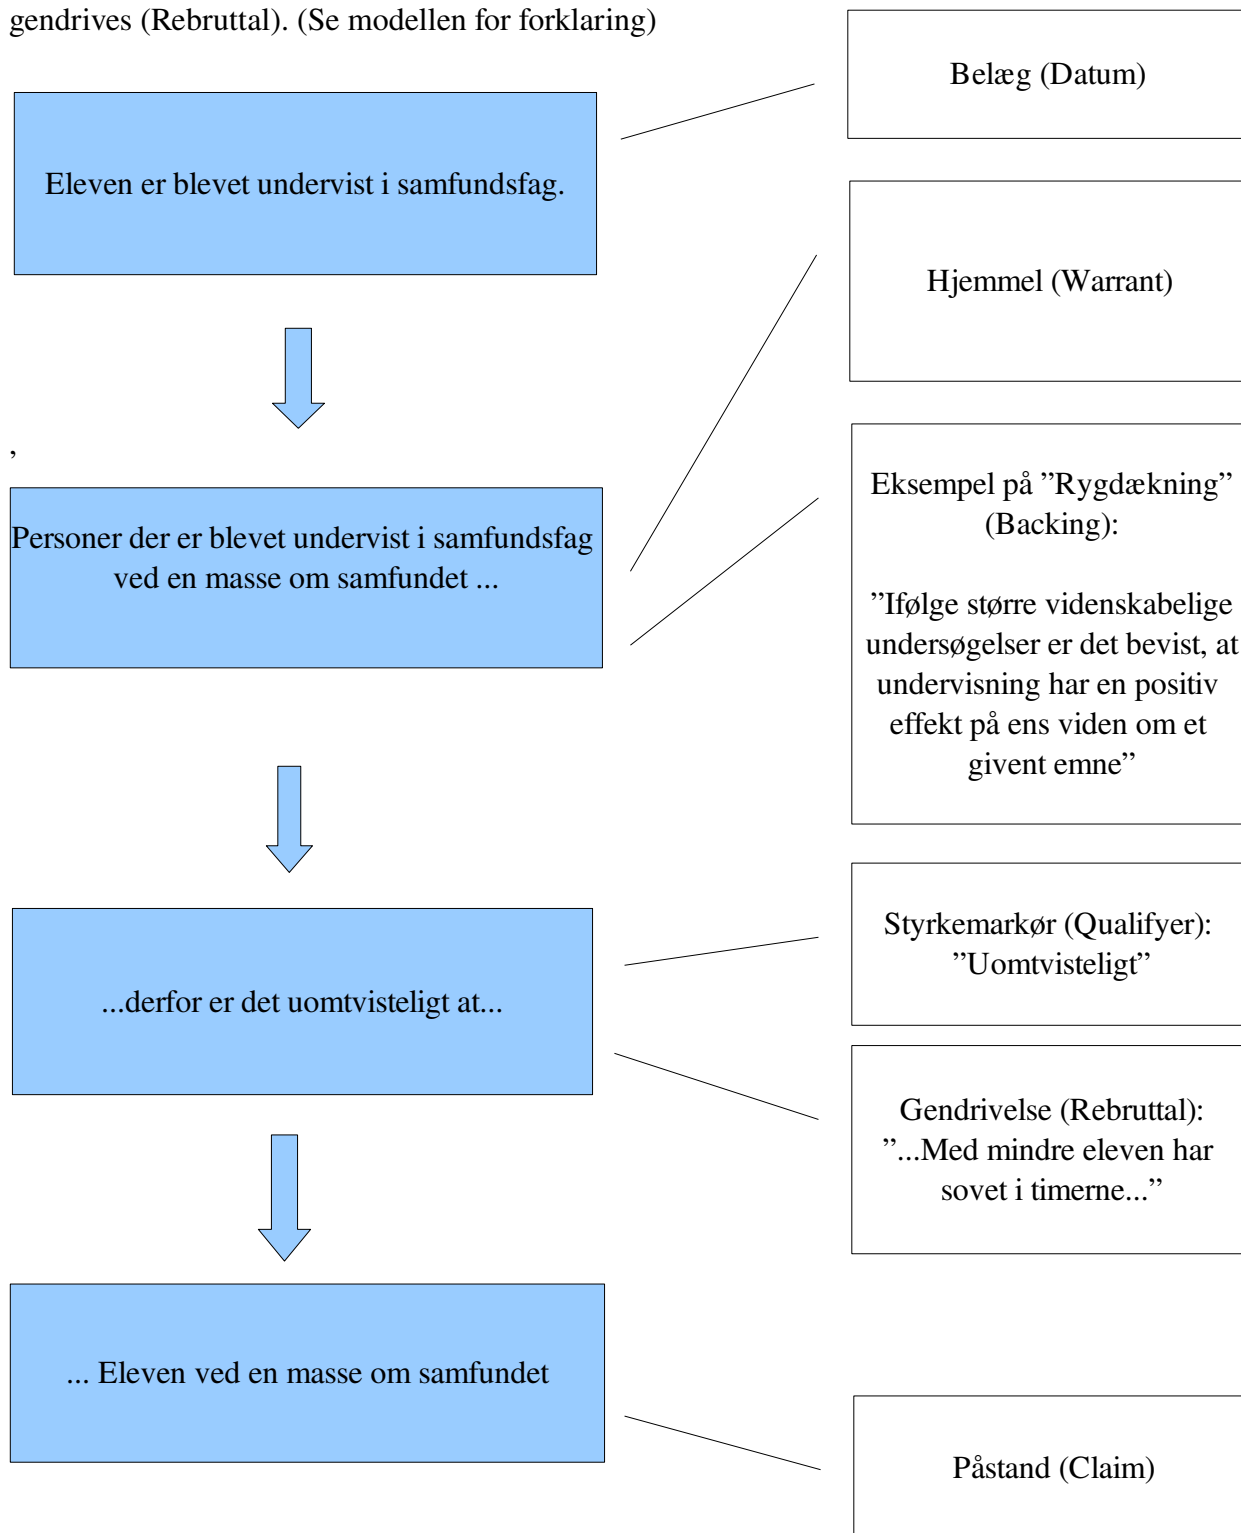 gendrives (Rebruttal). (Se modellen for forklaring)
Belæg (Datum)
Eleven er blevet undervist i samfundsfag.
Hjemmel (Warrant)
,
Personer der er blevet undervist i samfundsfag
ved en masse om samfundet ...
Eksempel på ”Rygdækning”
(Backing):
”Ifølge større videnskabelige
undersøgelser er det bevist, at
undervisning har en positiv
effekt på ens viden om et
givent emne”
...derfor er det uomtvisteligt at...
Styrkemarkør (Qualifyer):
”Uomtvisteligt”
Gendrivelse (Rebruttal):
”...Med mindre eleven har
sovet i timerne...”
... Eleven ved en masse om samfundet
Påstand (Claim)